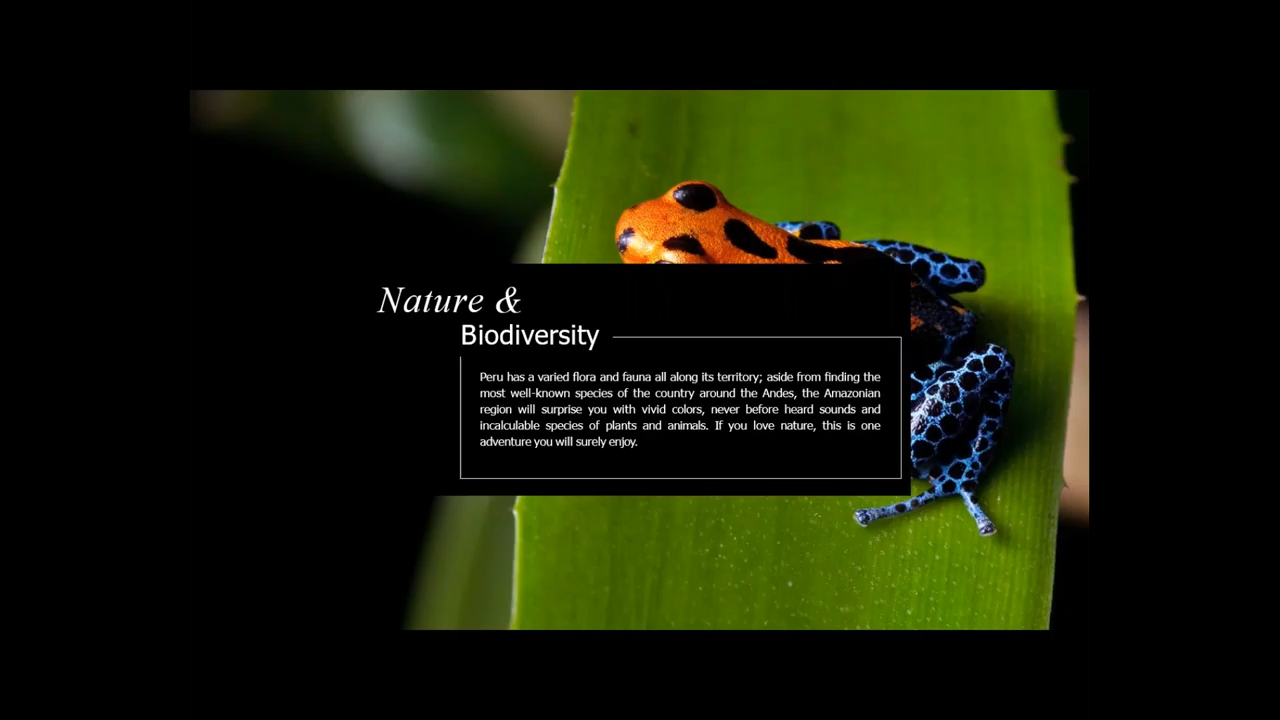 Nature &
Biodiversity
Peru has a varied flora and fauna all along its territory; aside from finding the
most well-known species of the country around the Andes, the Amazonian
region will surprise you with vivid colors, never before heard sounds and
incalculable species of plants and animals. If you love nature, this is one
adventure you will surely enjoy.